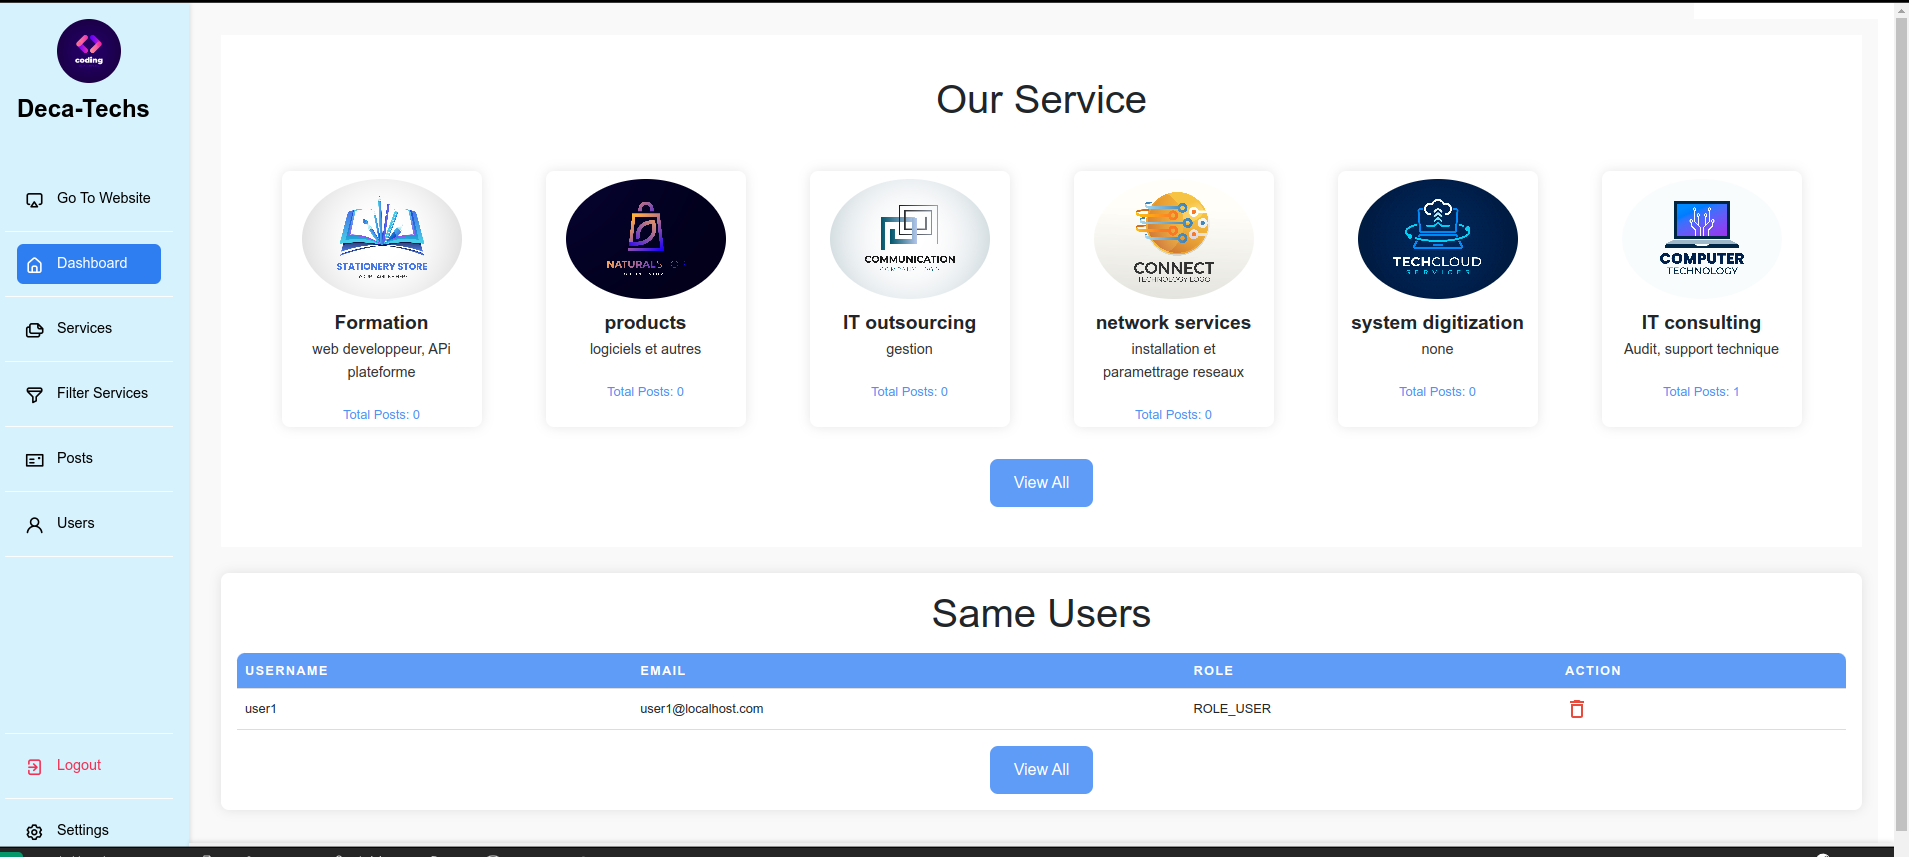 coding
Deca-Techs
Go To Website
Dashboard
Services
Filter Services
Posts
Users
Logout
Settings
Our Service
STATIONERY STORE
Formation
web developpeur, APi
plateforme
Total Posts: 0
NATURAL
products
logiciels et autres
Total Posts: 0
COMMUNICATION
IT outsourcing
gestion
Total Posts: 0
CONNECT
TECHNOLOGY LOGO
network services
installation et
paramettrage reseaux
Total Posts: 0
TECHCLOUD
SERVICES
system digitization
none
Total Posts: 0
COMPUTER
TECHNOLOGY
IT consulting
Audit, support technique
Total Posts: 1
View All
Same Users
USERNAME EMAIL ROLE ACTION
user1 user1@localhost.com ROLE_USER
View All